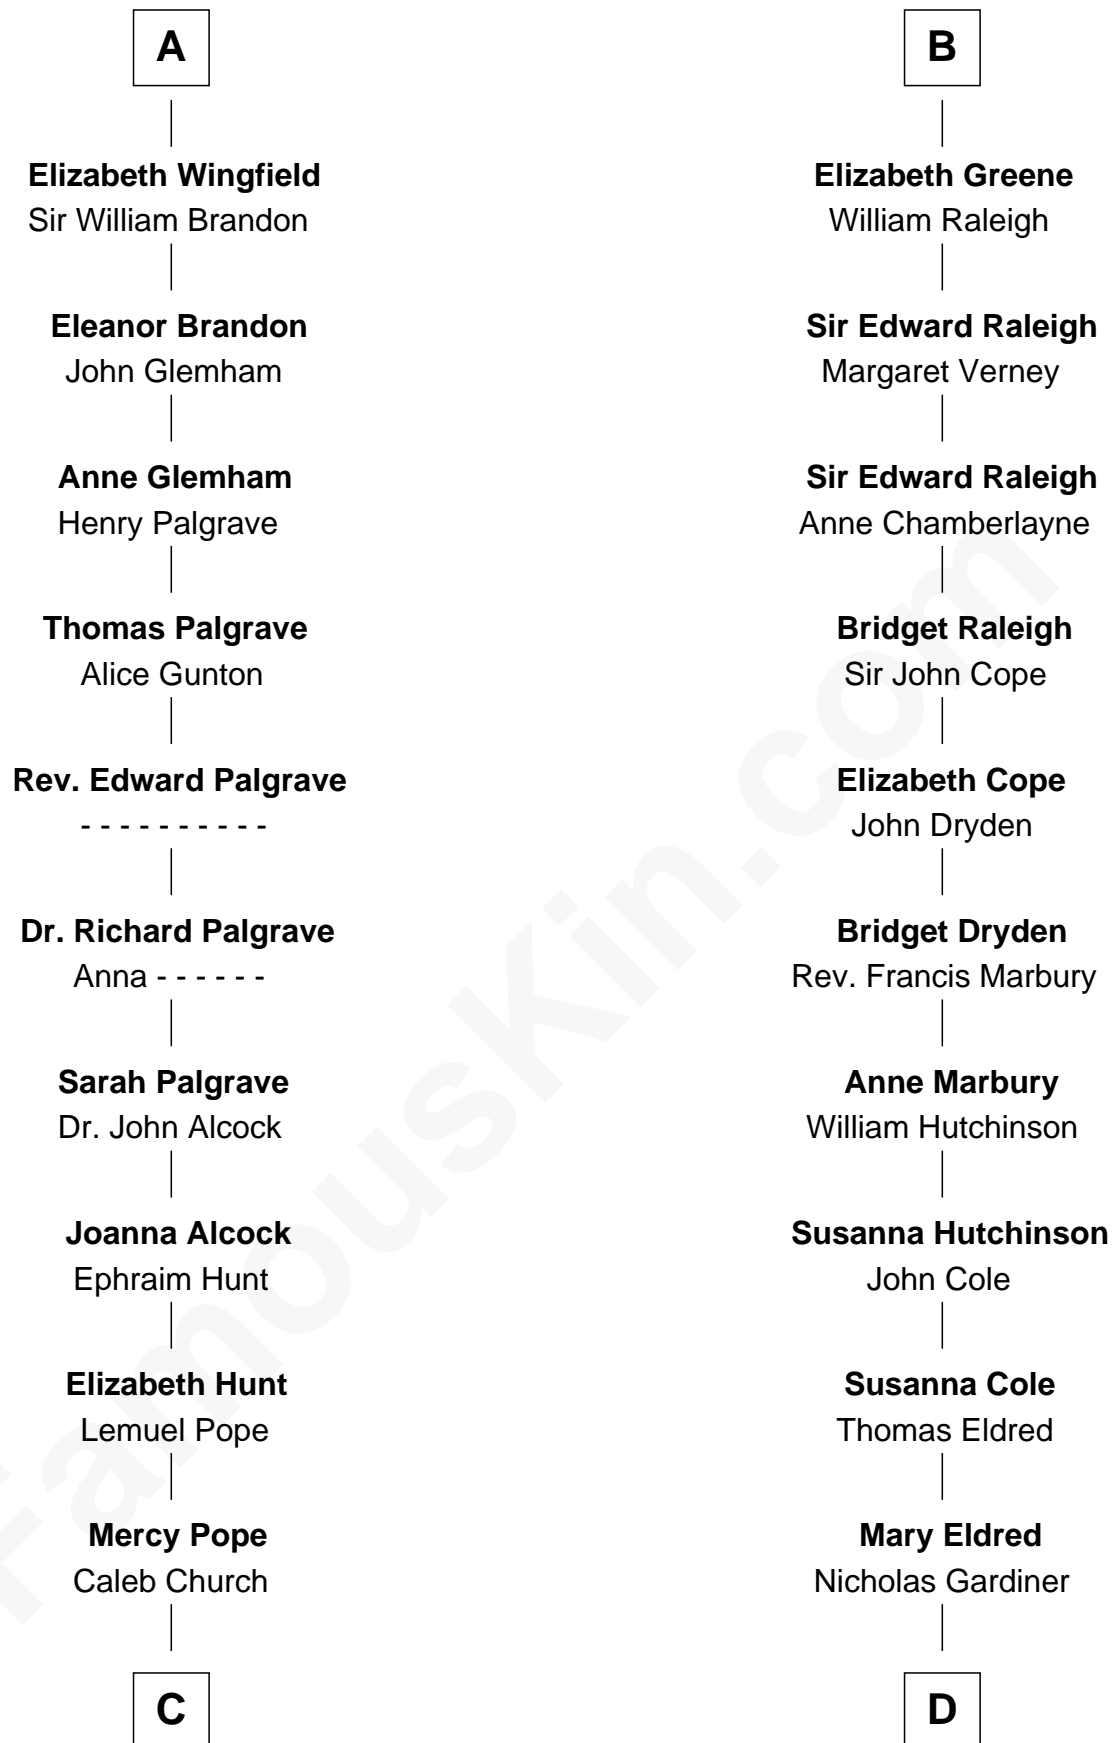 A
Elizabeth Wingfield
Sir William Brandon
Eleanor Brandon
John Glemham
Anne Glemham
Henry Palgrave
Thomas Palgrave
Alice Gunton
Rev. Edward Palgrave
- - - - - - - - - -
Dr. Richard Palgrave
Anna - - - - - -
Sarah Palgrave
Dr. John Alcock
Joanna Alcock
Ephraim Hunt
Elizabeth Hunt
Lemuel Pope
Mercy Pope
Caleb Church
C
B
Elizabeth Greene
William Raleigh
Sir Edward Raleigh
Margaret Verney
Sir Edward Raleigh
Anne Chamberlayne
Bridget Raleigh
Sir John Cope
Elizabeth Cope
John Dryden
Bridget Dryden
Rev. Francis Marbury
Anne Marbury
William Hutchinson
Susanna Hutchinson
John Cole
Susanna Cole
Thomas Eldred
Mary Eldred
Nicholas Gardiner
D
FamousKin.com